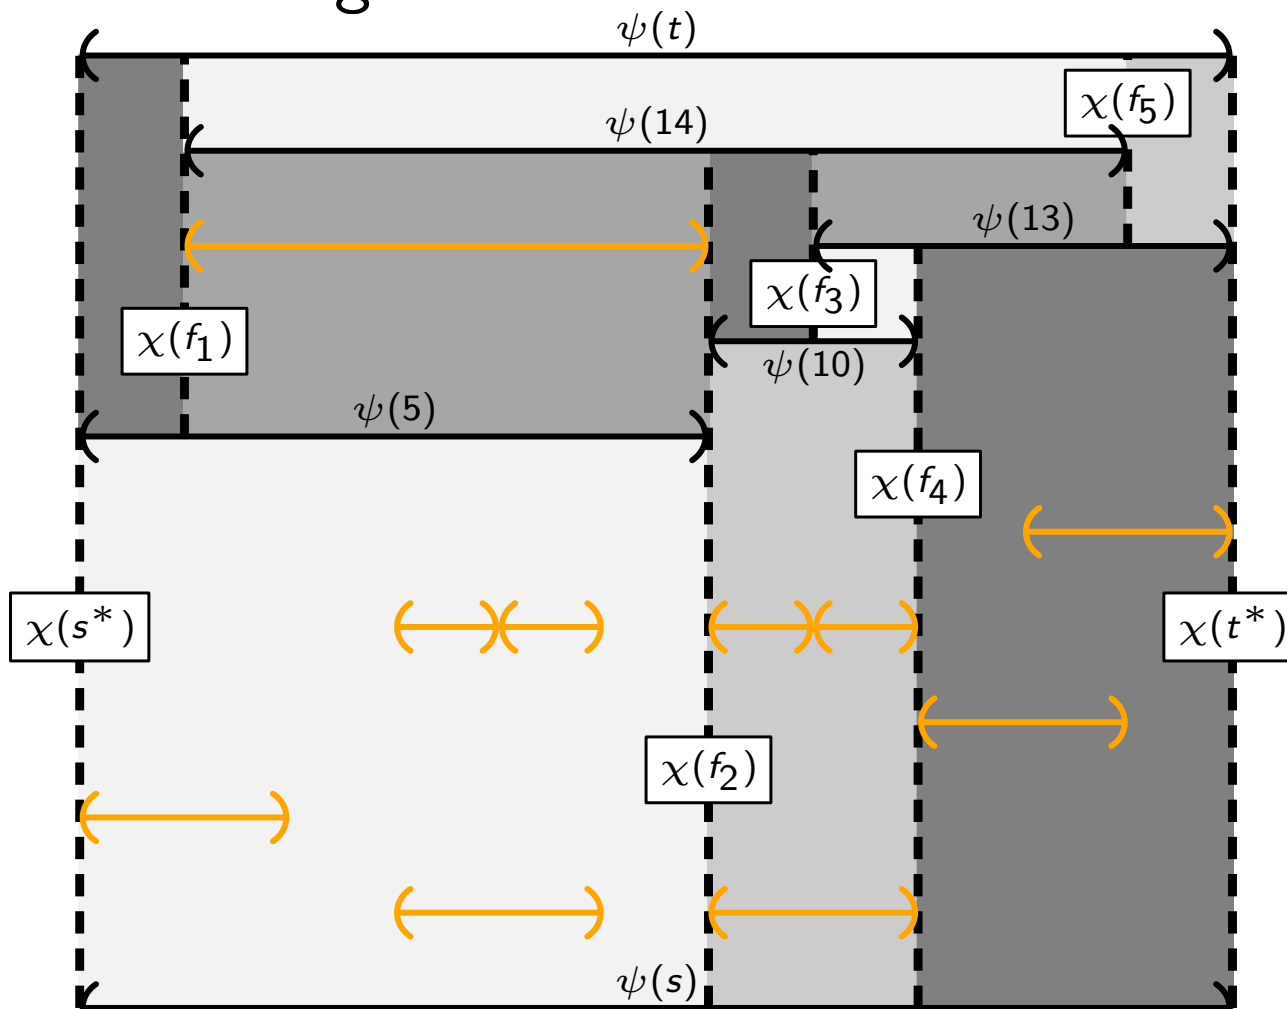 ψ(t)
χ(f₅)
ψ(14)
ψ(13)
χ(f₃)
χ(f₁)
ψ(10)
ψ(5)
χ(f₄)
χ(s*)
χ(t*)
χ(f₂)
ψ(s)